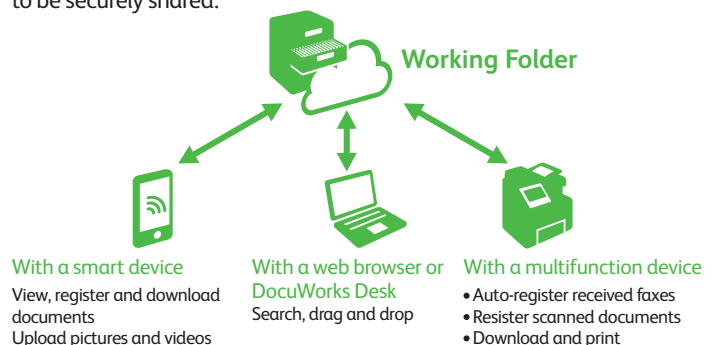 to be securely shared.
Working Folder
With a smart device
View, register and download
documents
Upload pictures and videos
With a web browser or
DocuWorks Desk
Search, drag and drop
With a multifunction device
• Auto-register received faxes
• Resister scanned documents
• Download and print